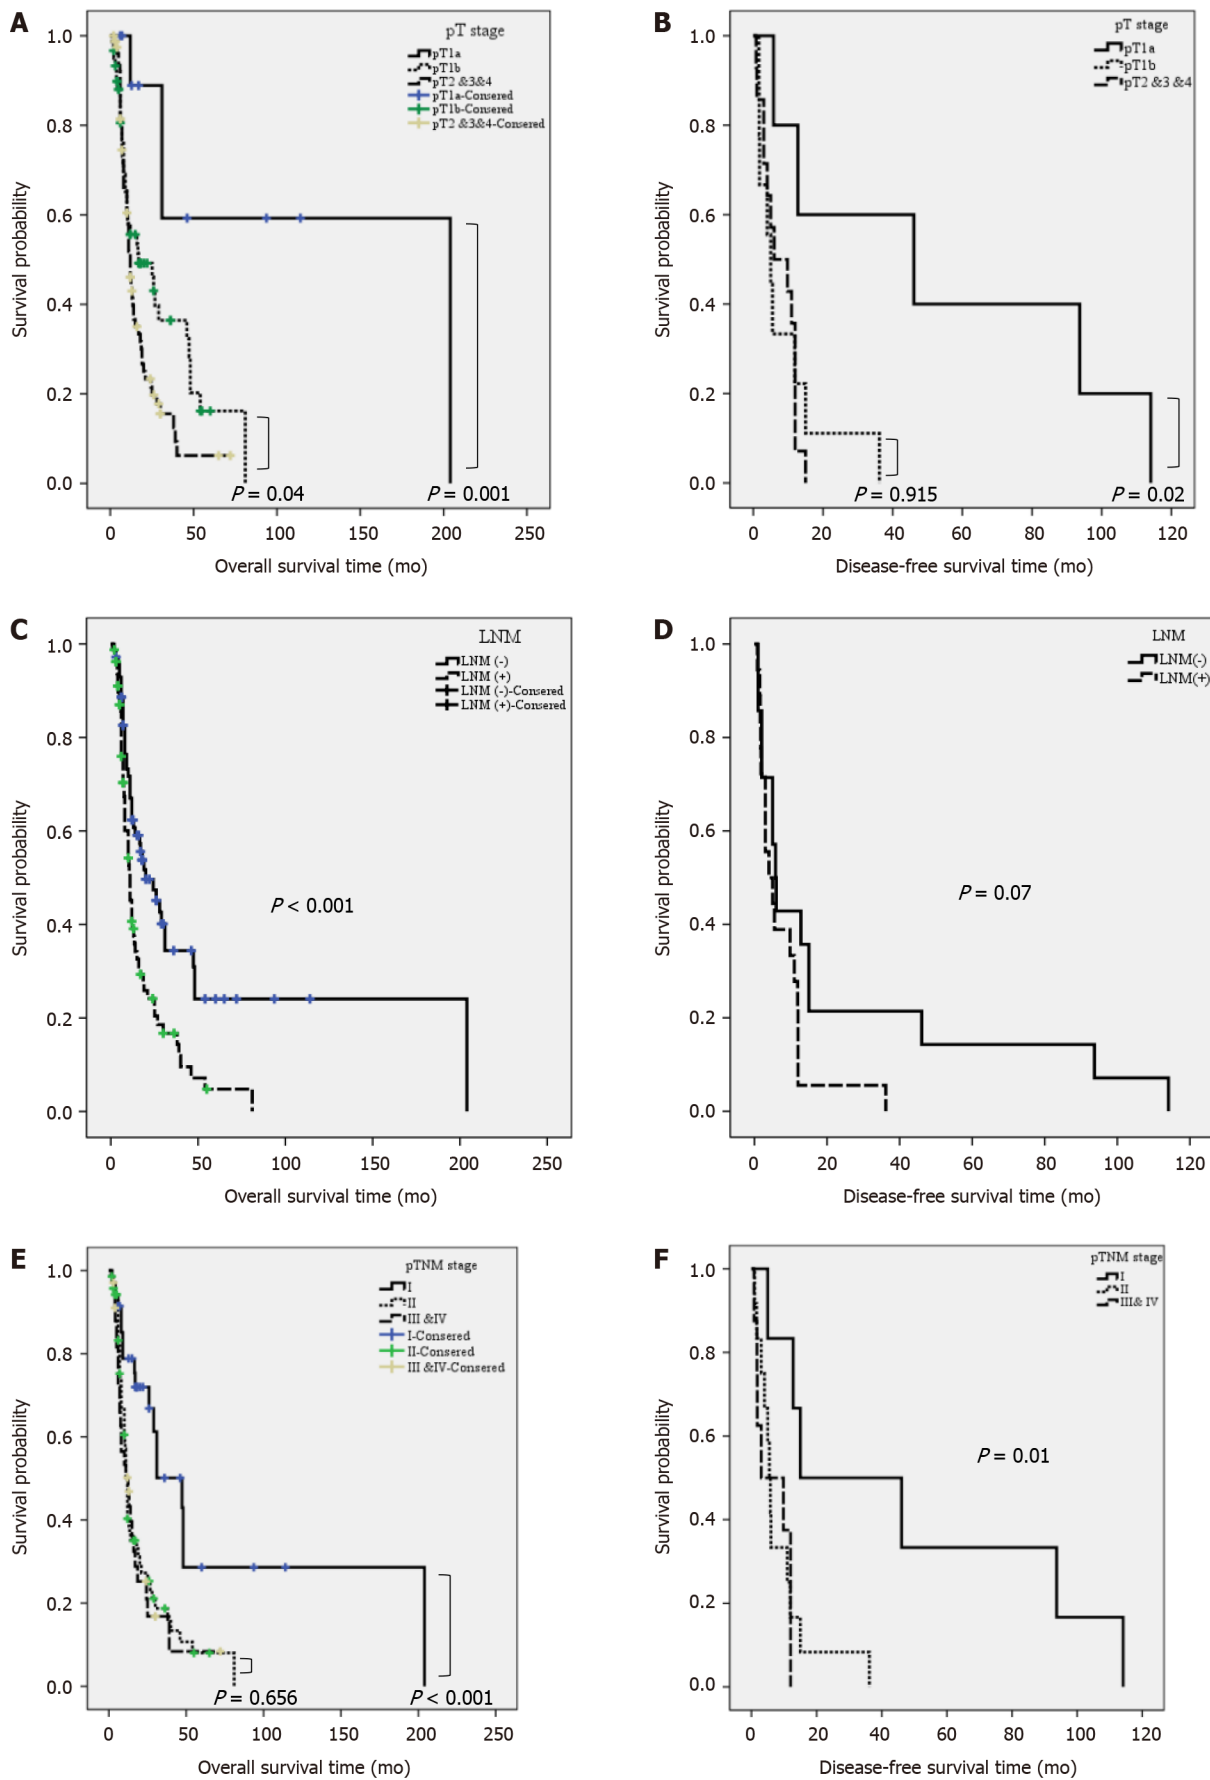 A
pT stage
pT1a
pT1b
pT2 &3&4
pT1a-Consered
pT1b-Consered
pT2 &3&4-Consered
1.0
0.8
0.6
0.4
0.2
0.0
Survival probability
P = 0.04
P = 0.001
0 50 100 150 200 250
Overall survival time (mo)
B
pT stage
pT1a
pT1b
pT2 &3 &4
1.0
0.8
0.6
0.4
0.2
0.0
Survival probability
P = 0.915
P = 0.02
0 20 40 60 80 100 120
Disease-free survival time (mo)
C
LNM
LNM (-)
LNM (+)
LNM (-)-Consered
LNM (+)-Consered
1.0
0.8
0.6
0.4
0.2
0.0
Survival probability
P < 0.001
0 50 100 150 200 250
Overall survival time (mo)
D
LNM
LNM(-)
LNM(+)
1.0
0.8
0.6
0.4
0.2
0.0
Survival probability
P = 0.07
0 20 40 60 80 100 120
Disease-free survival time (mo)
E
pTNM stage
I
II
III &IV
I-Consered
II-Consered
III &IV-Consered
1.0
0.8
0.6
0.4
0.2
0.0
Survival probability
P = 0.656
P < 0.001
0 50 100 150 200 250
Overall survival time (mo)
F
pTNM stage
I
II
III& IV
1.0
0.8
0.6
0.4
0.2
0.0
Survival probability
P = 0.01
0 20 40 60 80 100 120
Disease-free survival time (mo)